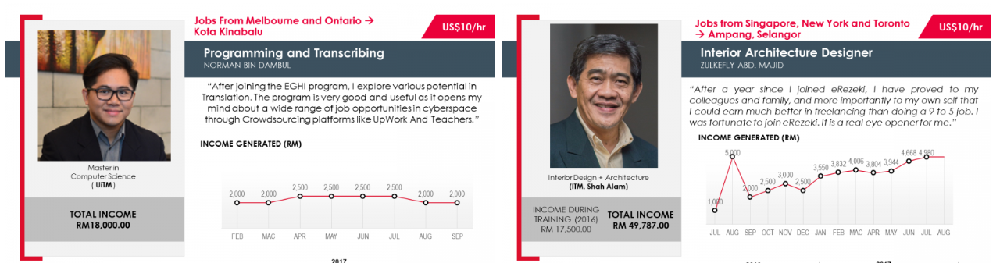 Jobs From Melbourne and Ontario →
Kota Kinabalu
US$10/hr
Programming and Transcribing
NORMAN BIN DAMBUL
“After joining the EGHI program, I explore various potential in
Translation. The program is very good and useful as it opens my
mind about a wide range of job opportunities in cyberspace
through Crowdsourcing platforms like UpWork And Teachers.”
INCOME GENERATED (RM)
2,000 2,000 2,500 2,500 2,500 2,500 2,000 2,000
FEB MAC APR MAY JUN JUL AUG SEP
2017
Master in
Computer Science
( UiTM )
TOTAL INCOME
RM18,000.00
Jobs from Singapore, New York and Toronto
→ Ampang, Selangor
US$10/hr
Interior Architecture Designer
ZULKEFLY ABD. MAJID
“After a year since I joined eRezeki, I have proved to my
colleagues and family, and more importantly to my own self that
I could earn much better in freelancing than doing a 9 to 5 job. I
was fortunate to join eRezeki. It is a real eye opener for me.”
INCOME GENERATED (RM)
1,000 5,000 2,000 2,500 3,000 2,500 3,550 3,832 4,006 3,804 3,944 4,668 4,980
JUL AUG SEP OCT NOV DEC JAN FEB MAC APR MAY JUN JUL AUG
2017
Interior Design + Architecture
(ITM, Shah Alam)
INCOME DURING
TRAINING (2016)
RM 17,500.00
TOTAL INCOME
RM 49,787.00